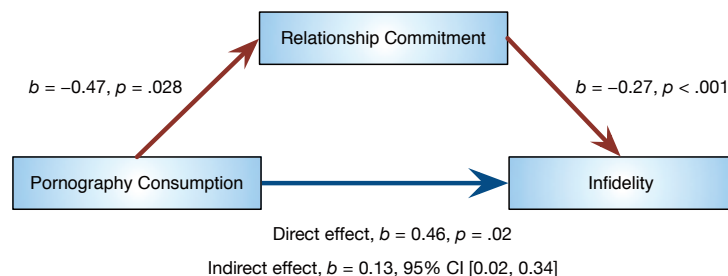 Relationship Commitment
b = −0.47, p = .028
b = −0.27, p < .001
Pornography Consumption
Infidelity
Direct effect, b = 0.46, p = .02
Indirect effect, b = 0.13, 95% CI [0.02, 0.34]